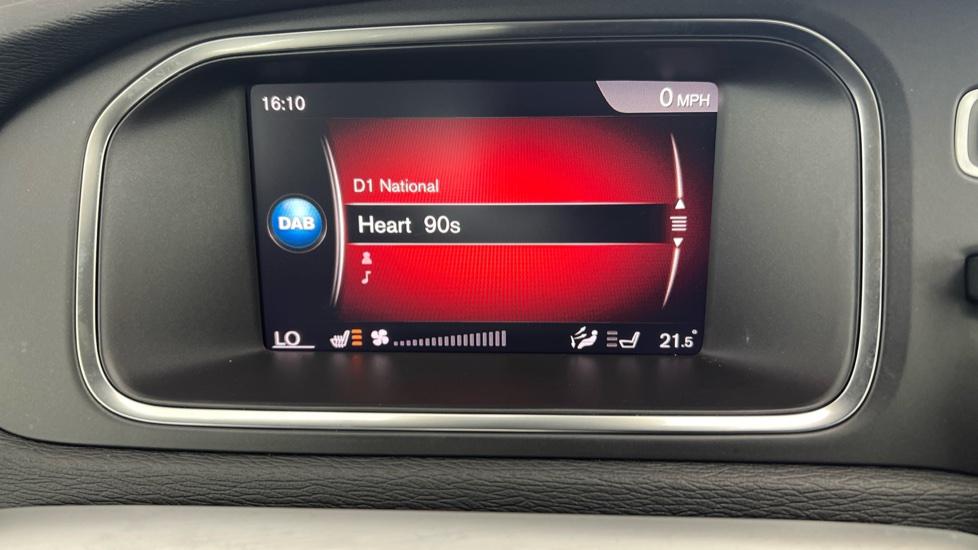 16:10
0 MPH
D1 National
DAB
Heart 90s
LO
21.5°